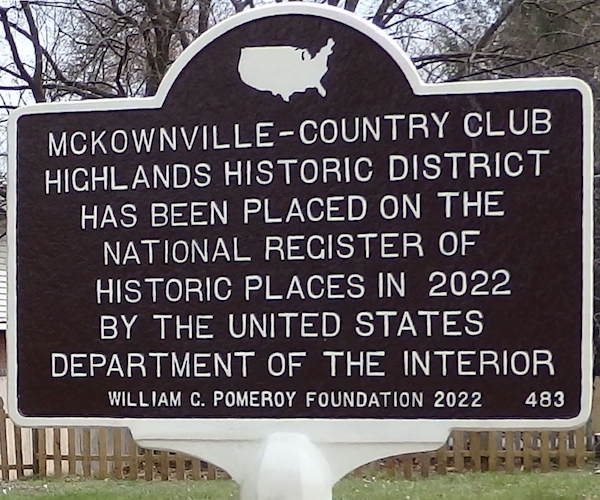 MCKOWNVILLE-COUNTRY CLUB
HIGHLANDS HISTORIC DISTRICT
HAS BEEN PLACED ON THE
NATIONAL REGISTER OF
HISTORIC PLACES IN 2022
BY THE UNITED STATES
DEPARTMENT OF THE INTERIOR
WILLIAM G. POMEROY FOUNDATION 2022 483